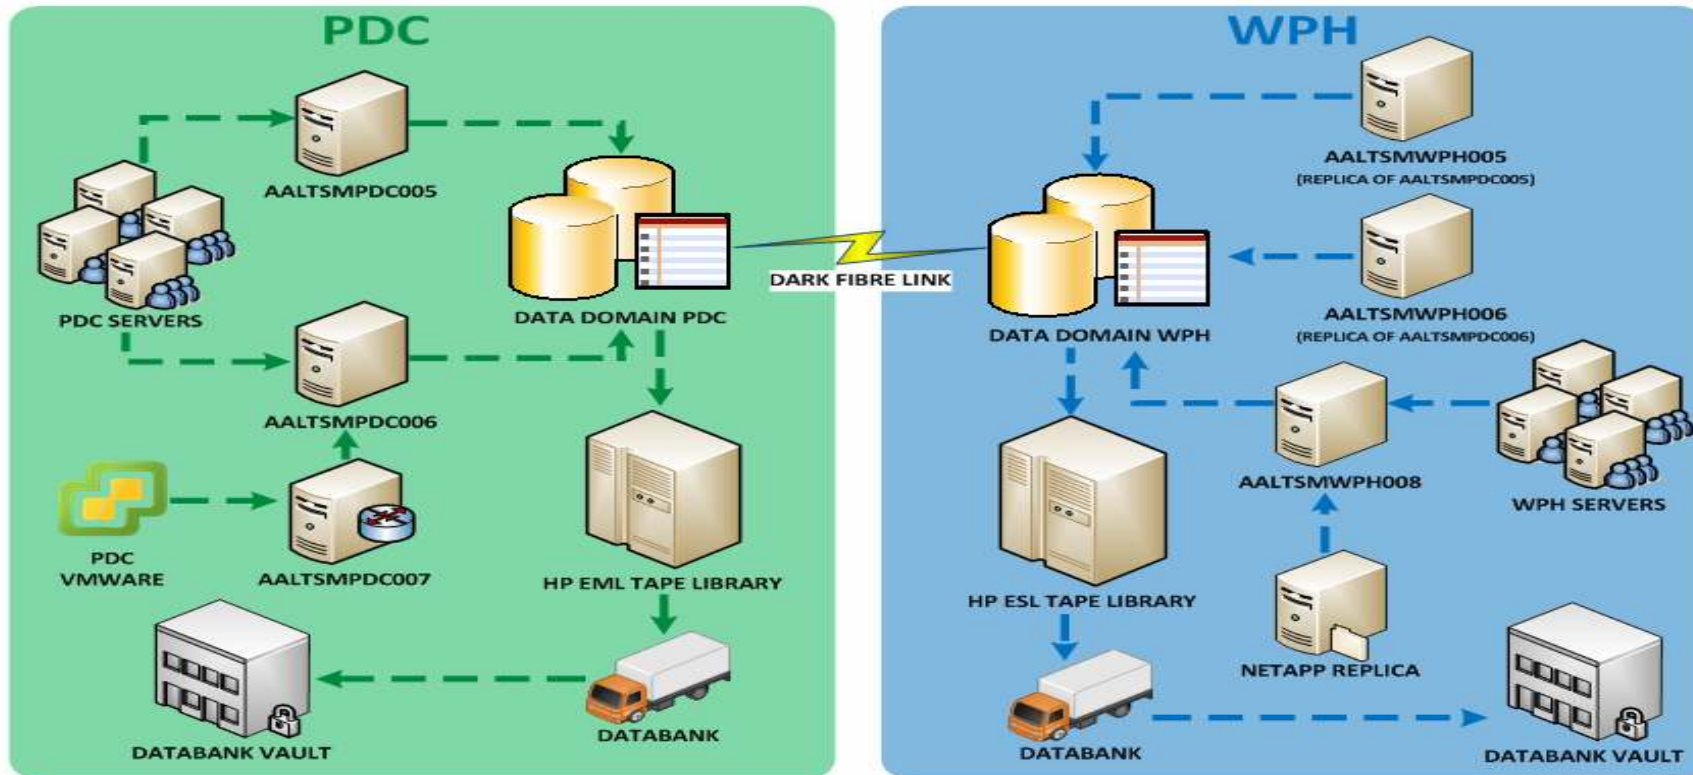 PDC
AALTSMPDC005
PDC SERVERS
DATA DOMAIN PDC
AALTSMPDC006
PDC
VMWARE
AALTSMPDC007
HP EML TAPE LIBRARY
DATABANK VAULT
DATABANK
DARK FIBRE LINK
WPH
AALTSMWPH005
(REPLICA OF AALTSMPDC005)
AALTSMWPH006
(REPLICA OF AALTSMPDC006)
DATA DOMAIN WPH
AALTSMWPH008
WPH SERVERS
HP ESL TAPE LIBRARY
NETAPP REPLICA
DATABANK
DATABANK VAULT